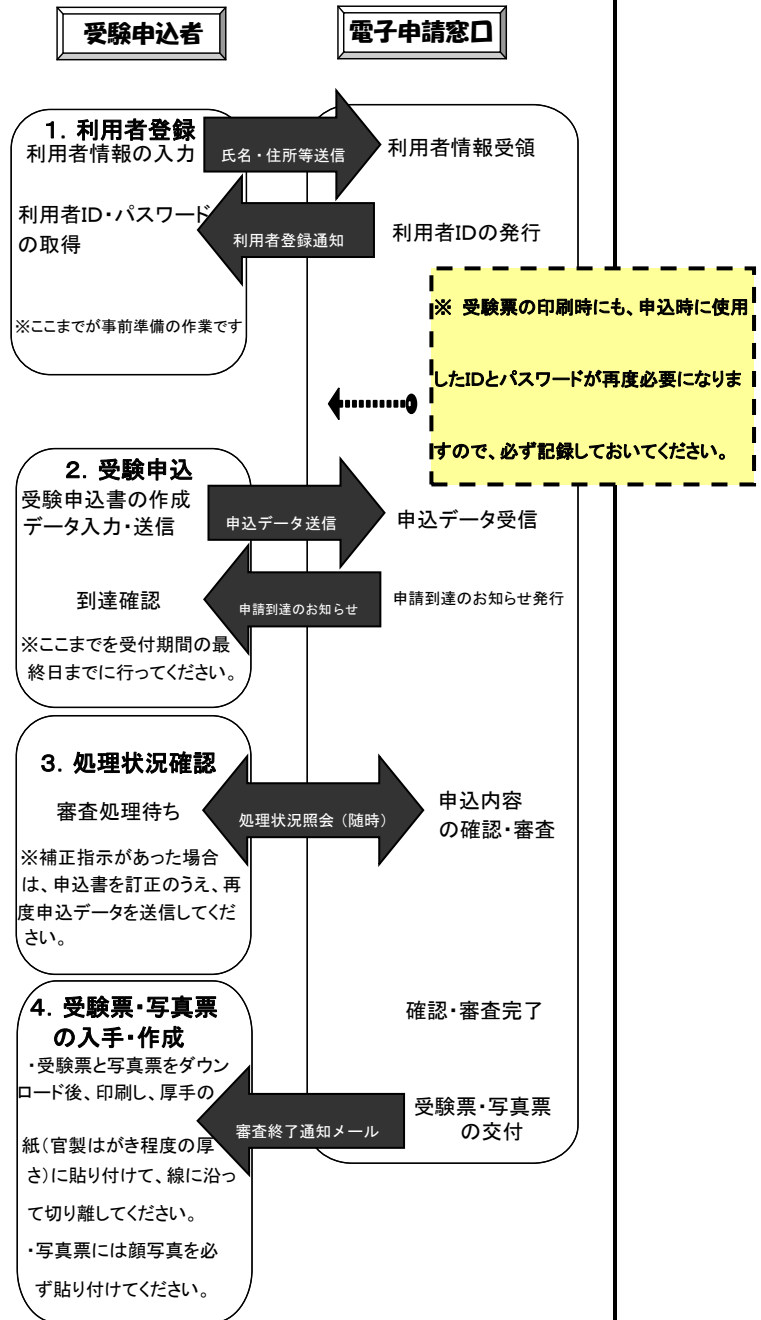 受験申込者
電子申請窓口
1．利用者登録
利用者情報の入力
氏名・住所等送信
利用者情報受領
利用者ID・パスワード
の取得
利用者登録通知
利用者IDの発行
※ここまでが事前準備の作業です
※ 受験票の印刷時にも、申込時に使用
したIDとパスワードが再度必要になりま
すので、必ず記録しておいてください。
2．受験申込
受験申込書の作成
データ入力・送信
申込データ送信
申込データ受信
到達確認
申請到達のお知らせ
申請到達のお知らせ発行
※ここまでを受付期間の最
終日までに行ってください。
3．処理状況確認
審査処理待ち
処理状況照会（随時）
申込内容
の確認・審査
※補正指示があった場合
は、申込書を訂正のうえ、再
度申込データを送信してくだ
さい。
4．受験票・写真票
の入手・作成
確認・審査完了
・受験票と写真票をダウン
ロード後、印刷し、厚手の
紙（官製はがき程度の厚
さ）に貼り付けて、線に沿っ
て切り離してください。
・写真票には顔写真を必
ず貼り付けてください。
審査終了通知メール
受験票・写真票
の交付